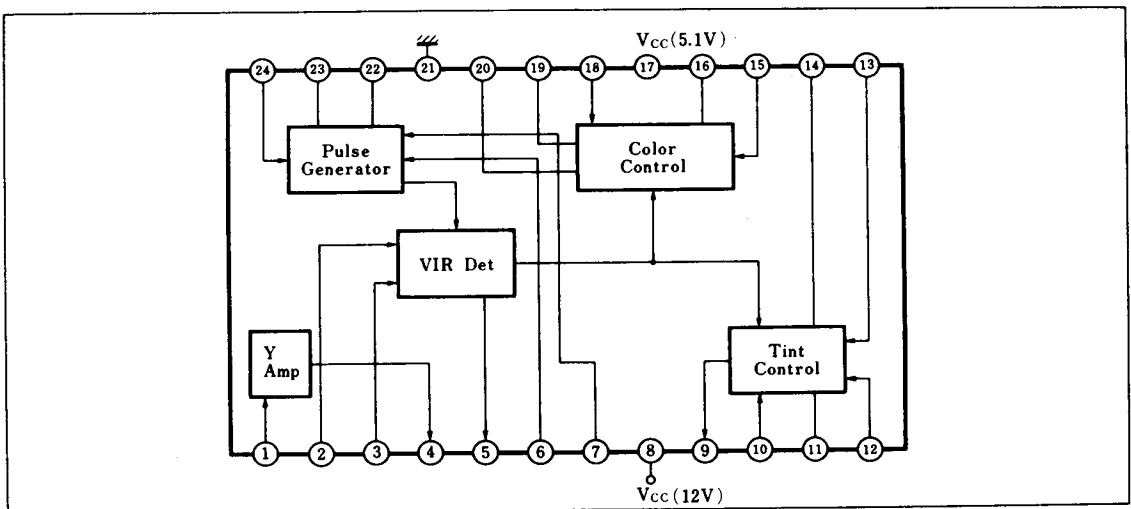 VCC(5.1V)
24 23 22 21 20 19 18 17 16 15 14 13
Pulse
Generator
Color
Control
VIR Det
Y
Amp
Tint
Control
1 2 3 4 5 6 7 8 9 10 11 12
VCC(12V)